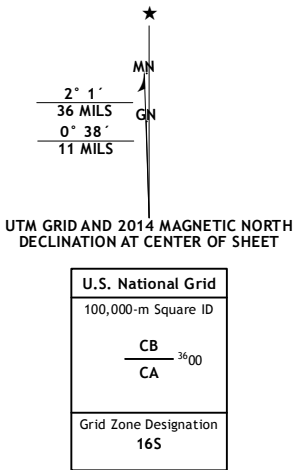 MN
2° 1´
36 MILS
GN
0° 38´
11 MILS
UTM GRID AND 2014 MAGNETIC NORTH
DECLINATION AT CENTER OF SHEET
U.S. National Grid
100,000-m Square ID
CB
3600
CA
Grid Zone Designation
16S